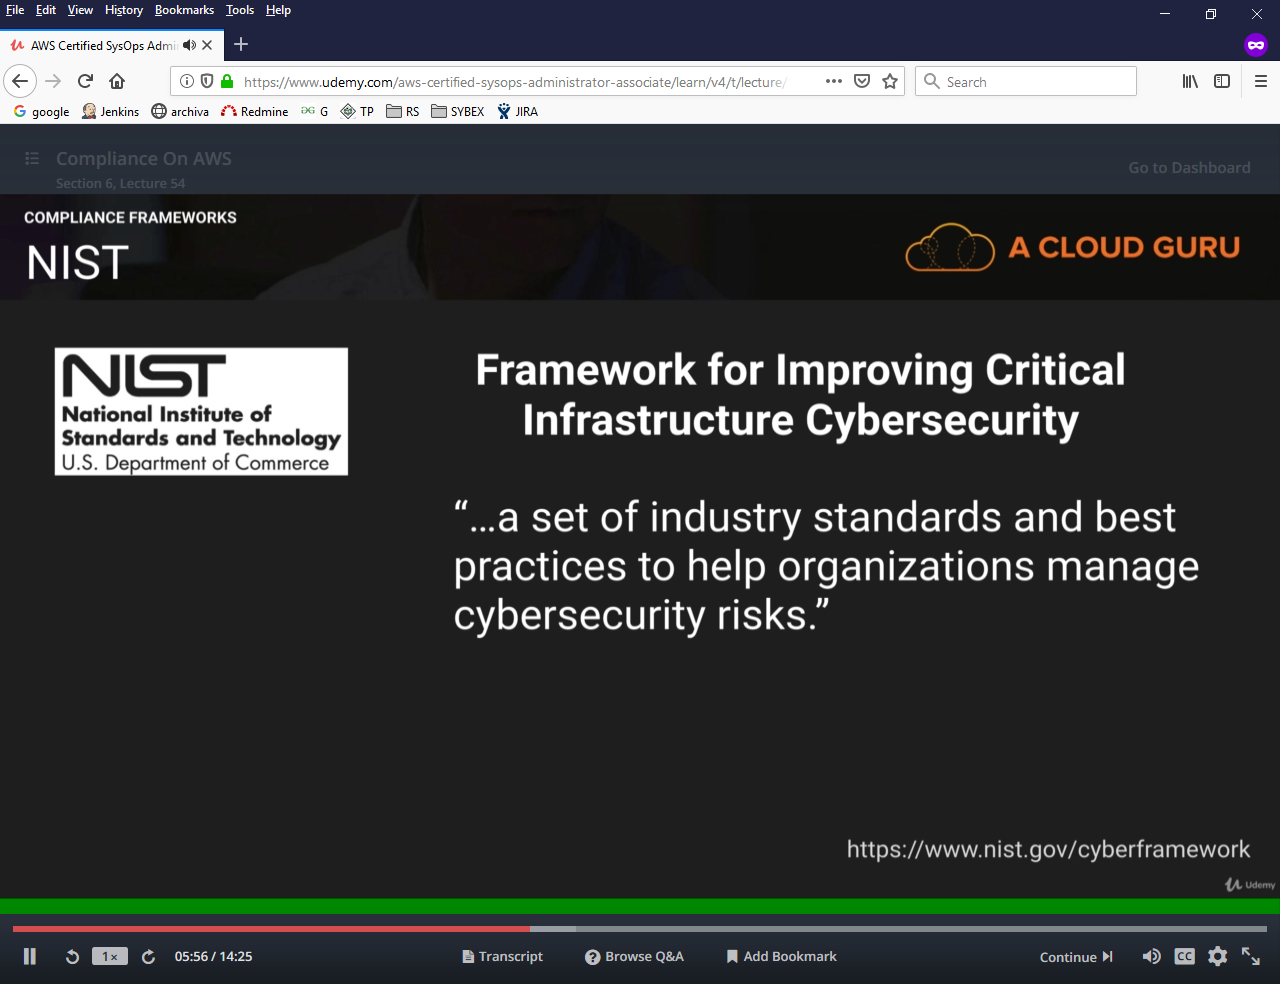 File Edit View History Bookmarks Tools Help
AWS Certified SysOps Admi
https://www.udemy.com/aws-certified-sysops-administrator-associate/learn/v4/t/lecture/
Search
google Jenkins archiva Redmine G TP RS SYBEX JIRA
Compliance On AWS
Section 6, Lecture 54
Go to Dashboard
COMPLIANCE FRAMEWORKS
NIST
A CLOUD GURU
NIST
National Institute of
Standards and Technology
U.S. Department of Commerce
Framework for Improving Critical
Infrastructure Cybersecurity
“...a set of industry standards and best
practices to help organizations manage
cybersecurity risks.”
https://www.nist.gov/cyberframework
Udemy
1x
05:56 / 14:25
Transcript
Browse Q&A
Add Bookmark
Continue
CC